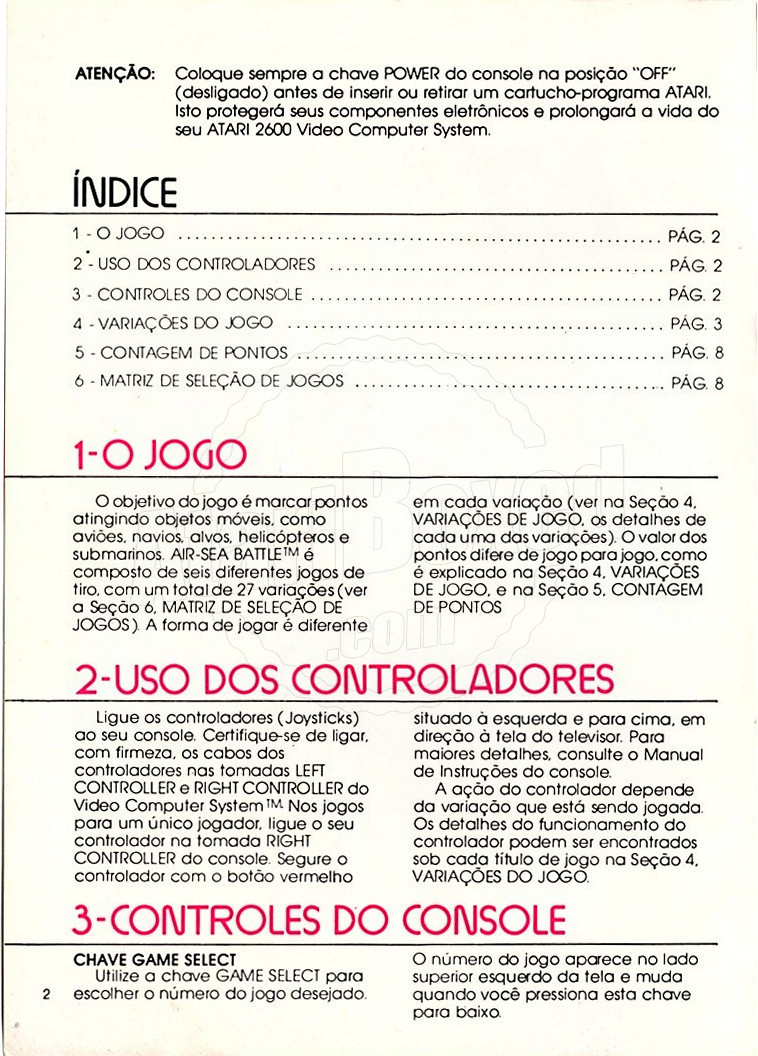 ATENÇÃO: Coloque sempre a chave POWER do console na posição "OFF"
(desligado) antes de inserir ou retirar um cartucho-programa ATARI.
Isto protegerá seus componentes eletrônicos e prolongará a vida do
seu ATARI 2600 Video Computer System.
ÍNDICE
1 - O JOGO ........................................................ PÁG. 2
2 - USO DOS CONTROLADORES ........................................ PÁG. 2
3 - CONTROLES DO CONSOLE .......................................... PÁG. 2
4 - VARIAÇÕES DO JOGO ............................................. PÁG. 3
5 - CONTAGEM DE PONTOS ............................................ PÁG. 8
6 - MATRIZ DE SELEÇÃO DE JOGOS ..................................... PÁG. 8
1-O JOGO
O objetivo do jogo é marcar pontos
atingindo objetos móveis, como
aviões, navios, alvos, helicópteros e
submarinos. AIR-SEA BATTLE™ é
composto de seis diferentes jogos de
tiro, com um total de 27 variações (ver
a Seção 6, MATRIZ DE SELEÇÃO DE
JOGOS). A forma de jogar é diferente
em cada variação (ver na Seção 4,
VARIAÇÕES DE JOGO, os detalhes de
cada uma das variações). O valor dos
pontos difere de jogo para jogo, como
é explicado na Seção 4, VARIAÇÕES
DE JOGO, e na Seção 5, CONTAGEM
DE PONTOS
2-USO DOS CONTROLADORES
Ligue os controladores (Joysticks)
ao seu console. Certifique-se de ligar,
com firmeza, os cabos dos
controladores nas tomadas LEFT
CONTROLLER e RIGHT CONTROLLER do
Video Computer System™. Nos jogos
para um único jogador, ligue o seu
controlador na tomada RIGHT
CONTROLLER do console. Segure o
controlador com o botão vermelho
situado à esquerda e para cima, em
direção à tela do televisor. Para
maiores detalhes, consulte o Manual
de Instruções do console.
A ação do controlador depende
da variação que está sendo jogada.
Os detalhes do funcionamento do
controlador podem ser encontrados
sob cada título de jogo na Seção 4,
VARIAÇÕES DO JOGO.
3-CONTROLES DO CONSOLE
CHAVE GAME SELECT
Utilize a chave GAME SELECT para
escolher o número do jogo desejado.
O número do jogo aparece no lado
superior esquerdo da tela e muda
quando você pressiona esta chave
para baixo.
2